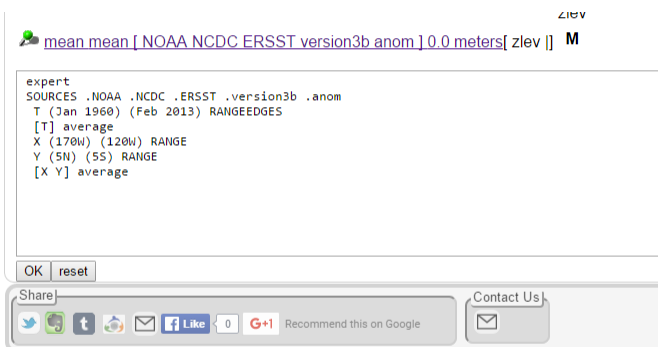 zlev
mean mean [ NOAA NCDC ERSST version3b anom ] 0.0 meters[ zlev |] M
expert
SOURCES .NOAA .NCDC .ERSST .version3b .anom
T (Jan 1960) (Feb 2013) RANGEEDGES
[T] average
X (170W) (120W) RANGE
Y (5N) (5S) RANGE
[X Y] average
OK reset
Share
Contact Us
t f Like 0 G+1 Recommend this on Google